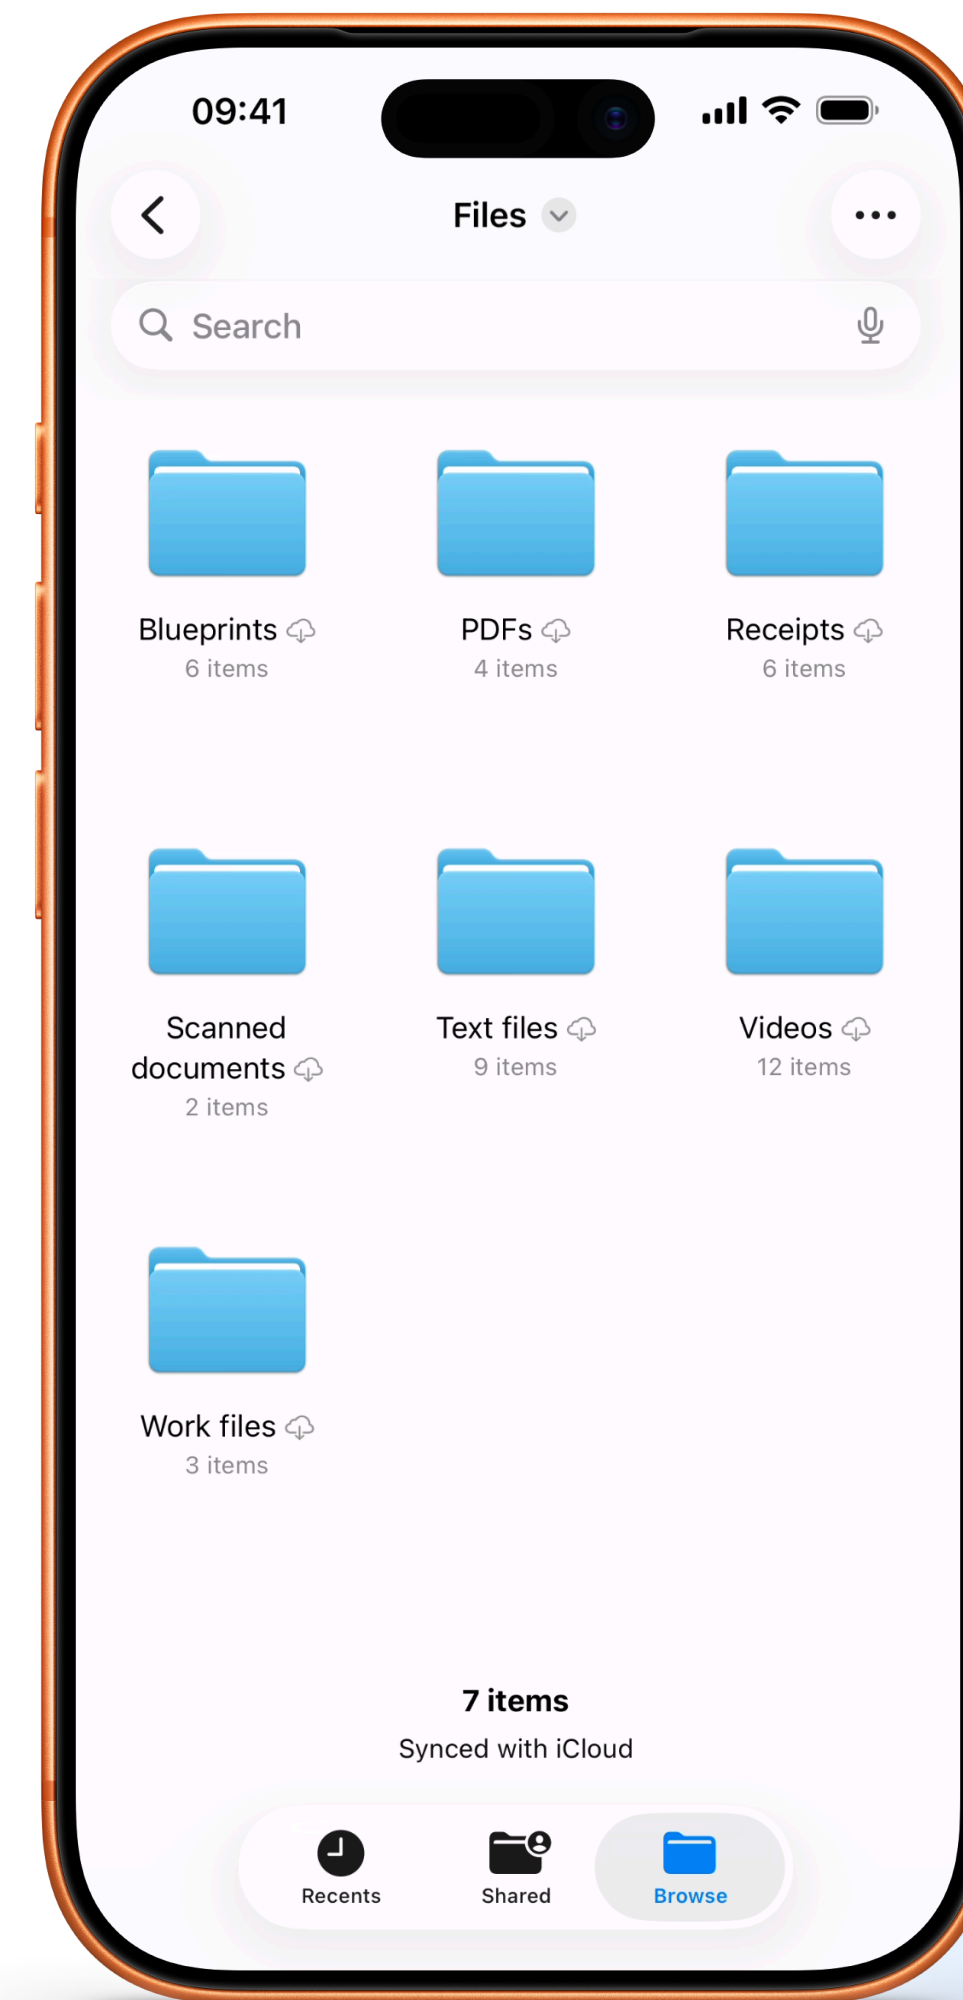 09:41
Files
Search
Blueprints
6 items
PDFs
4 items
Receipts
6 items
Scanned
documents
2 items
Text files
9 items
Videos
12 items
Work files
3 items
7 items
Synced with iCloud
Recents
Shared
Browse